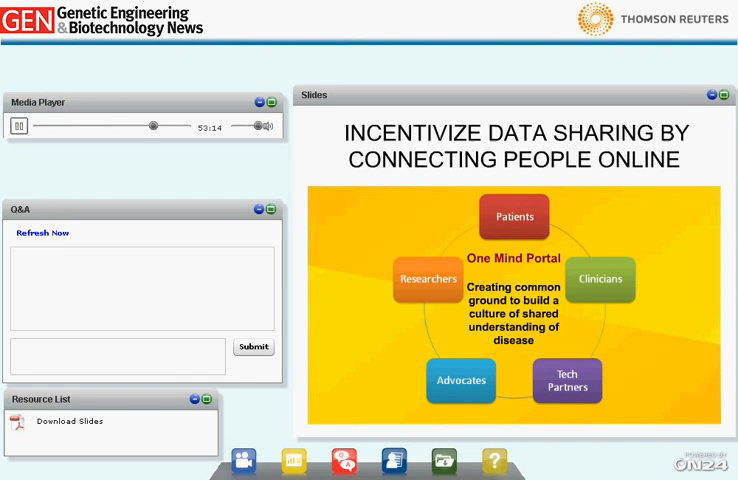 GEN Genetic Engineering
& Biotechnology News
THOMSON REUTERS
Media Player
53:14
Q&A
Refresh Now
Submit
Resource List
Download Slides
Slides
INCENTIVIZE DATA SHARING BY
CONNECTING PEOPLE ONLINE
Patients
One Mind Portal
Researchers
Clinicians
Creating common
ground to build a
culture of shared
understanding of
disease
Advocates
Tech
Partners
Q
A
?
POWERED BY
ON24